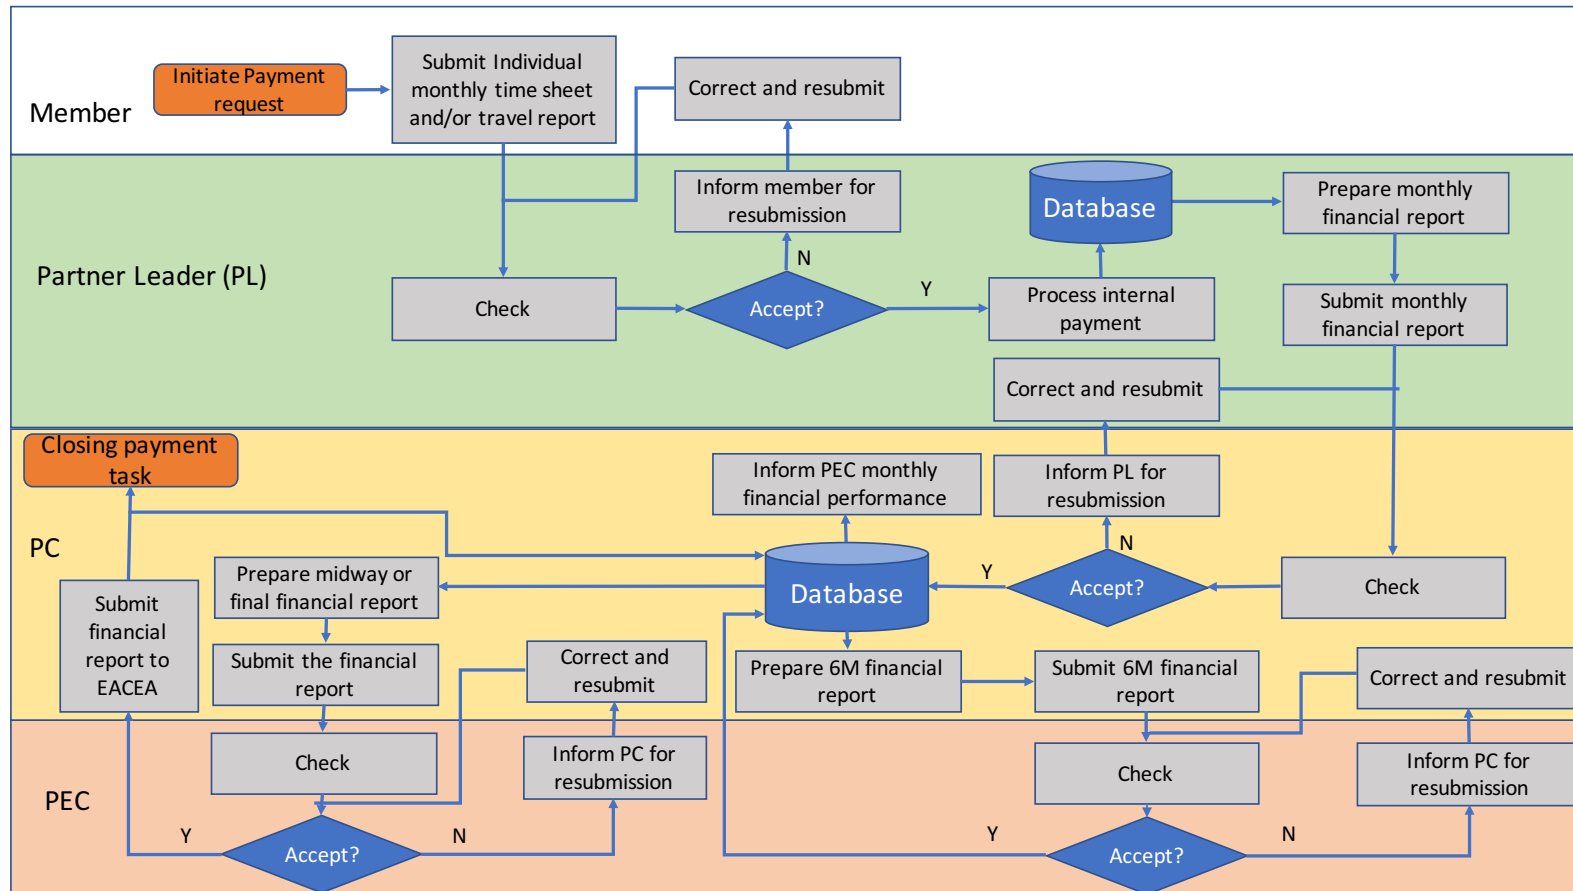 Member
Initiate Payment
request
Submit Individual
monthly time sheet
and/or travel report
Correct and resubmit
Partner Leader (PL)
Inform member for
resubmission
Database
Prepare monthly
financial report
N
Check
Accept?
Y
Process internal
payment
Submit monthly
financial report
Correct and resubmit
PC
Closing payment
task
Inform PEC monthly
financial performance
Inform PL for
resubmission
N
Submit
financial
report to
EACEA
Prepare midway or
final financial report
Database
Y
Accept?
Check
Submit the financial
report
Correct and
resubmit
Prepare 6M financial
report
Submit 6M financial
report
Correct and resubmit
PEC
Check
Inform PC for
resubmission
Check
Inform PC for
resubmission
Y
Accept?
N
Y
Accept?
N